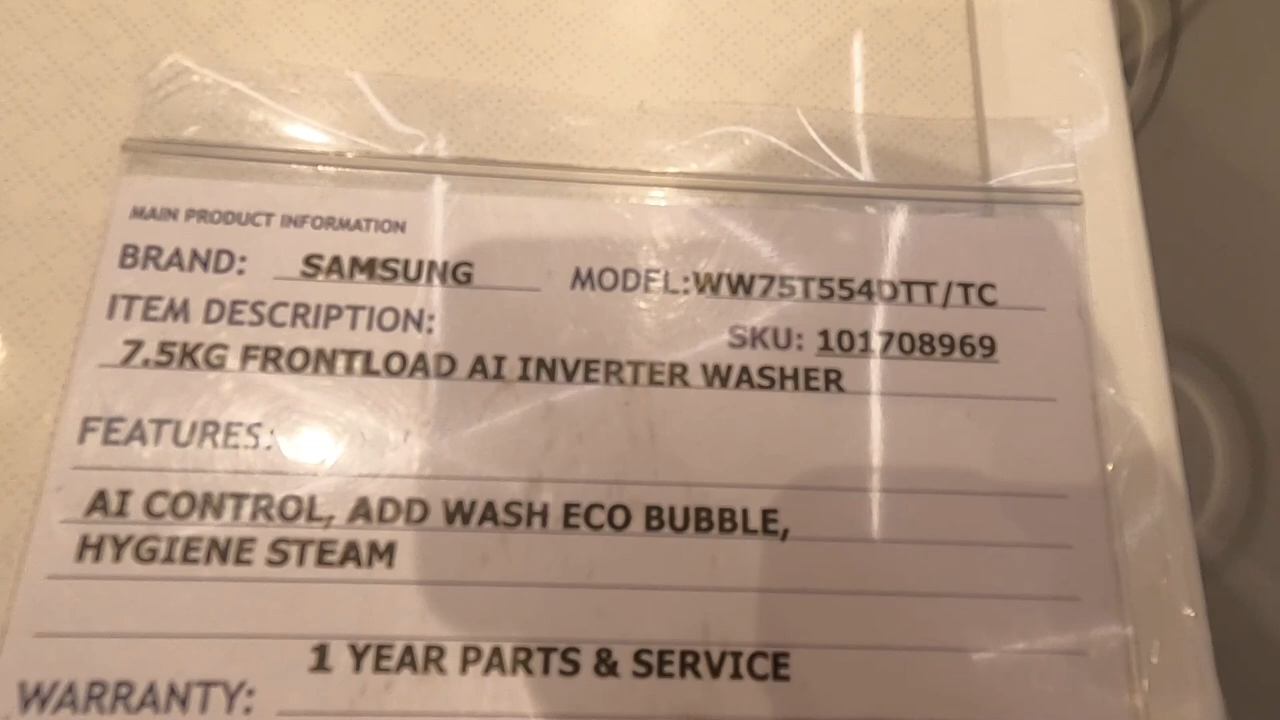 MAIN PRODUCT INFORMATION
BRAND: SAMSUNG MODEL:WW75T554DTT/TC
ITEM DESCRIPTION:
SKU: 101708969
7.5KG FRONTLOAD AI INVERTER WASHER
FEATURES:
AI CONTROL, ADD WASH ECO BUBBLE,
HYGIENE STEAM
1 YEAR PARTS & SERVICE
WARRANTY: